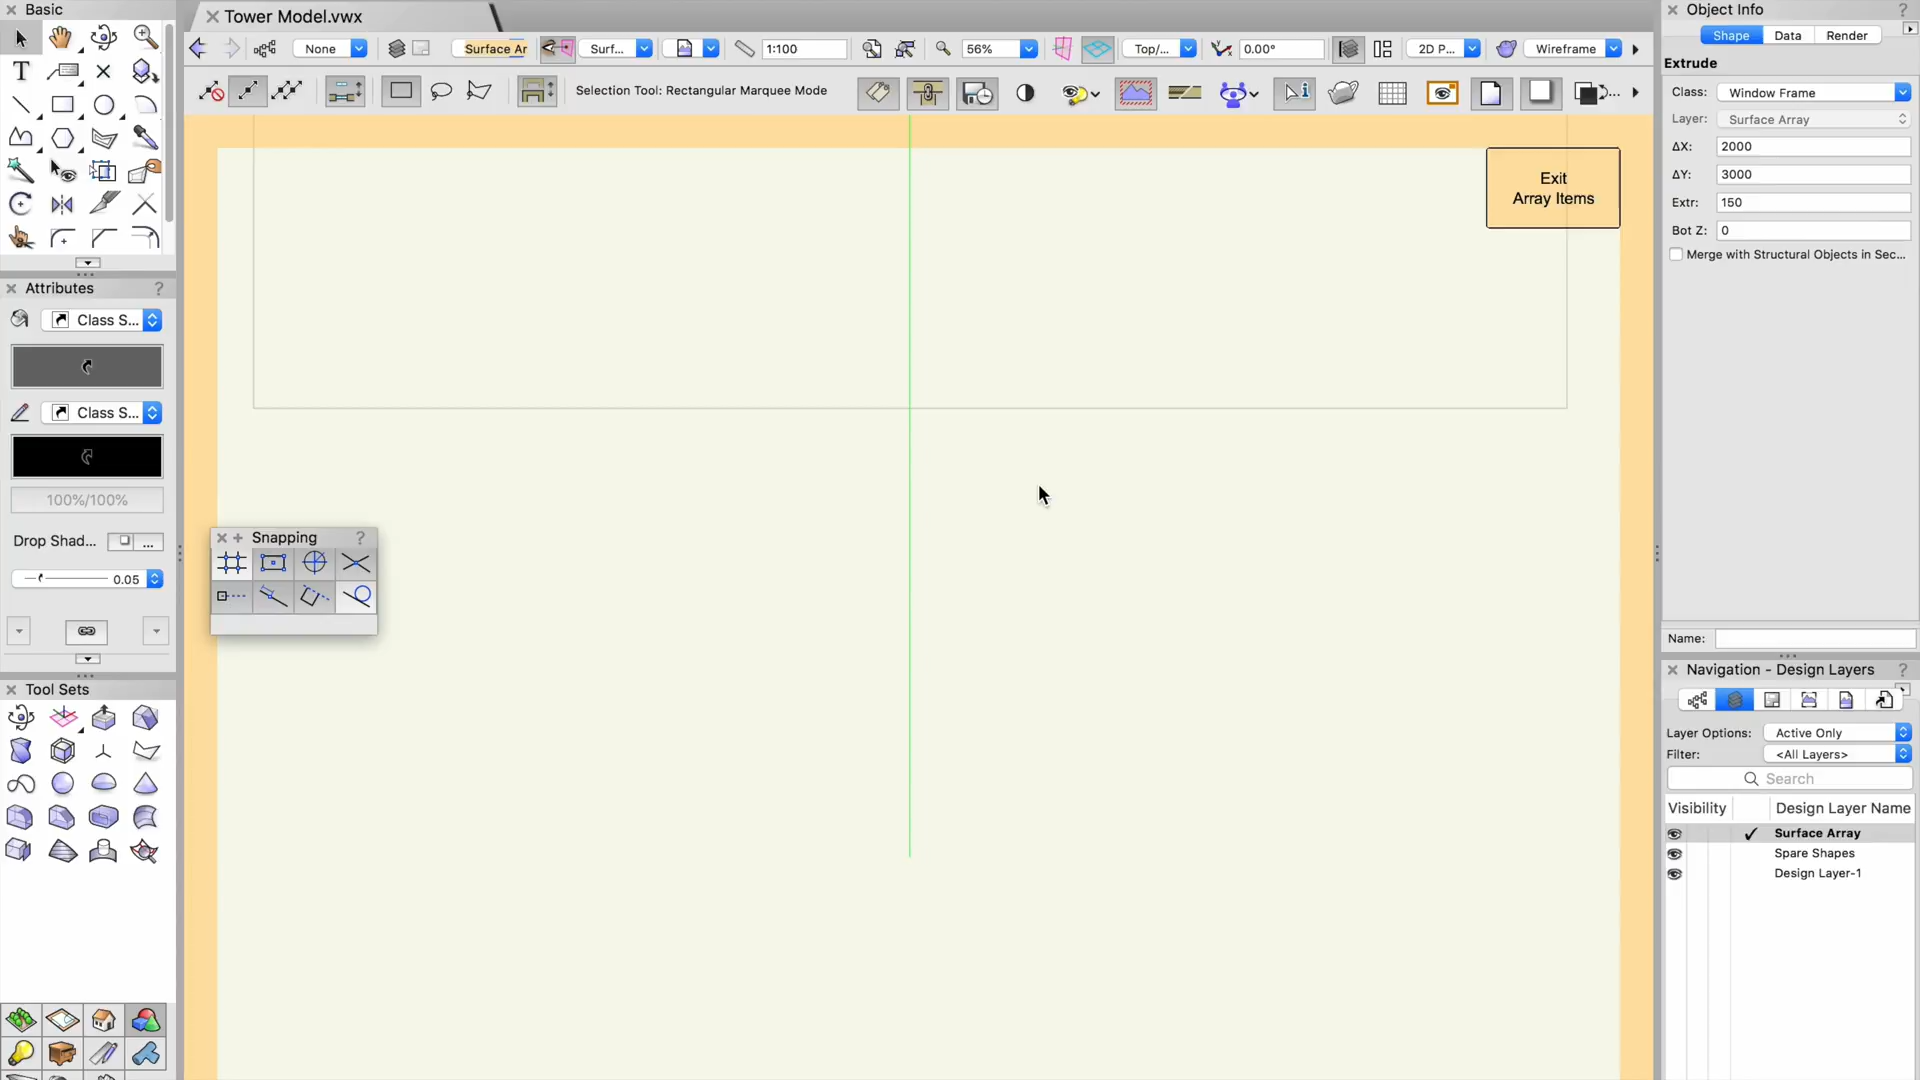 Basic
Tower Model.vwx
Object Info
?
None
Surface Ar
Surf...
1:100
56%
Top/...
0.00°
2D P...
Wireframe
Shape
Data
Render
Selection Tool: Rectangular Marquee Mode
Extrude
Class:
Window Frame
Layer:
Surface Array
ΔX:
2000
ΔY:
3000
Extr:
150
Bot Z:
0
Merge with Structural Objects in Sec...
Exit
Array Items
Attributes
?
Class S...
Class S...
100%/100%
Drop Shad...
...
0.05
Snapping
?
Name:
Tool Sets
Navigation - Design Layers
?
Layer Options:
Active Only
Filter:
<All Layers>
Search
Visibility
Design Layer Name
Surface Array
Spare Shapes
Design Layer-1